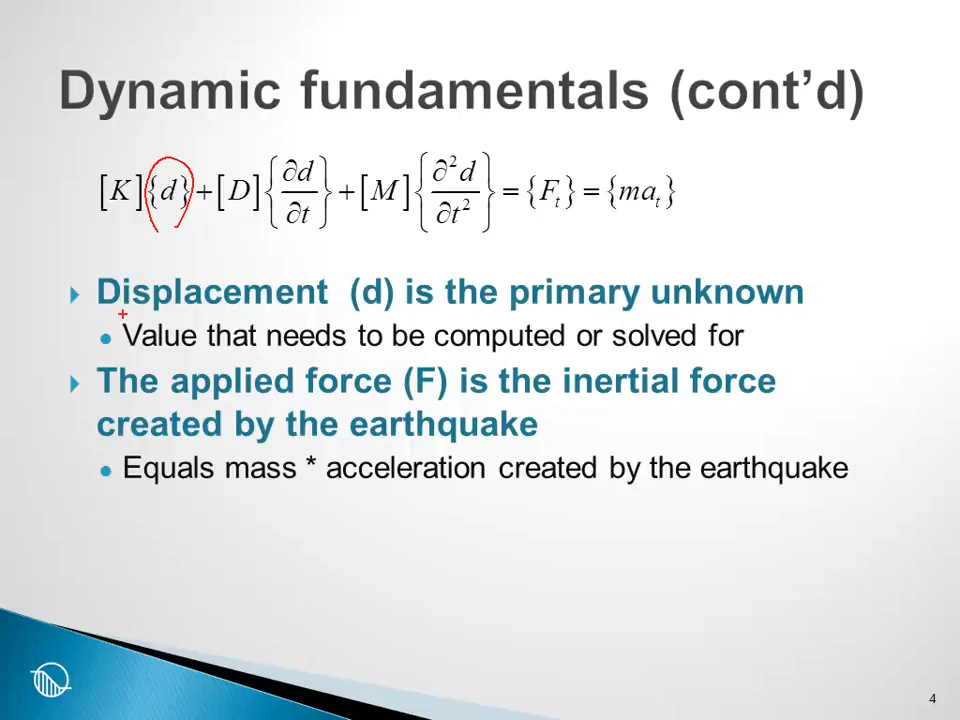 Dynamic fundamentals (cont’d)
[K]{d}+[D]{∂d/∂t}+[M]{∂²d/∂t²}={Fₜ}={maₜ}
Displacement (d) is the primary unknown
Value that needs to be computed or solved for
The applied force (F) is the inertial force
created by the earthquake
Equals mass * acceleration created by the earthquake
4